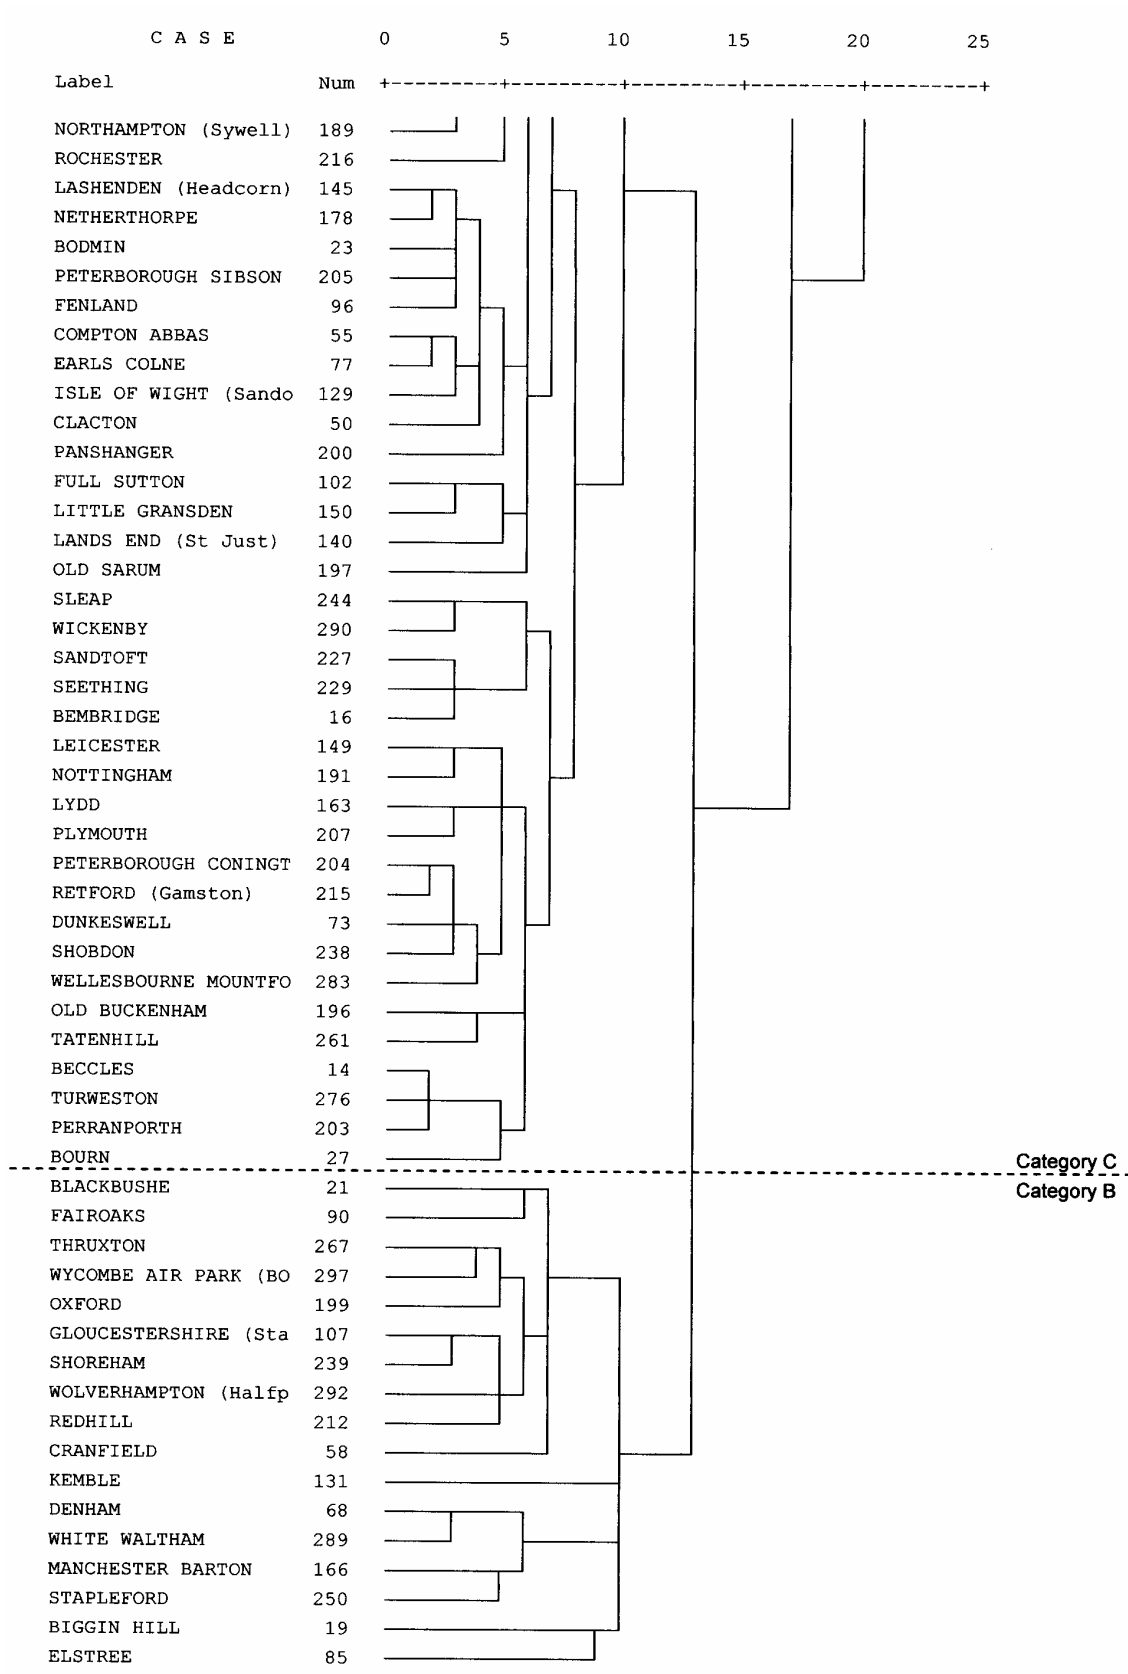 C A S E 0 5 10 15 20 25
Label Num +---------+---------+---------+---------+---------+
NORTHAMPTON (Sywell) 189
ROCHESTER 216
LASHENDEN (Headcorn) 145
NETHERTHORPE 178
BODMIN 23
PETERBOROUGH SIBSON 205
FENLAND 96
COMPTON ABBAS 55
EARLS COLNE 77
ISLE OF WIGHT (Sando 129
CLACTON 50
PANSHANGER 200
FULL SUTTON 102
LITTLE GRANSDEN 150
LANDS END (St Just) 140
OLD SARUM 197
SLEAP 244
WICKENBY 290
SANDTOFT 227
SEETHING 229
BEMBRIDGE 16
LEICESTER 149
NOTTINGHAM 191
LYDD 163
PLYMOUTH 207
PETERBOROUGH CONINGT 204
RETFORD (Gamston) 215
DUNKESWELL 73
SHOBDON 238
WELLESBOURNE MOUNTFO 283
OLD BUCKENHAM 196
TATENHILL 261
BECCLES 14
TURWESTON 276
PERRANPORTH 203
BOURN 27
Category C
Category B
BLACKBUSHE 21
FAIROAKS 90
THRUXTON 267
WYCOMBE AIR PARK (BO 297
OXFORD 199
GLOUCESTERSHIRE (Sta 107
SHOREHAM 239
WOLVERHAMPTON (Halfp 292
REDHILL 212
CRANFIELD 58
KEMBLE 131
DENHAM 68
WHITE WALTHAM 289
MANCHESTER BARTON 166
STAPLEFORD 250
BIGGIN HILL 19
ELSTREE 85